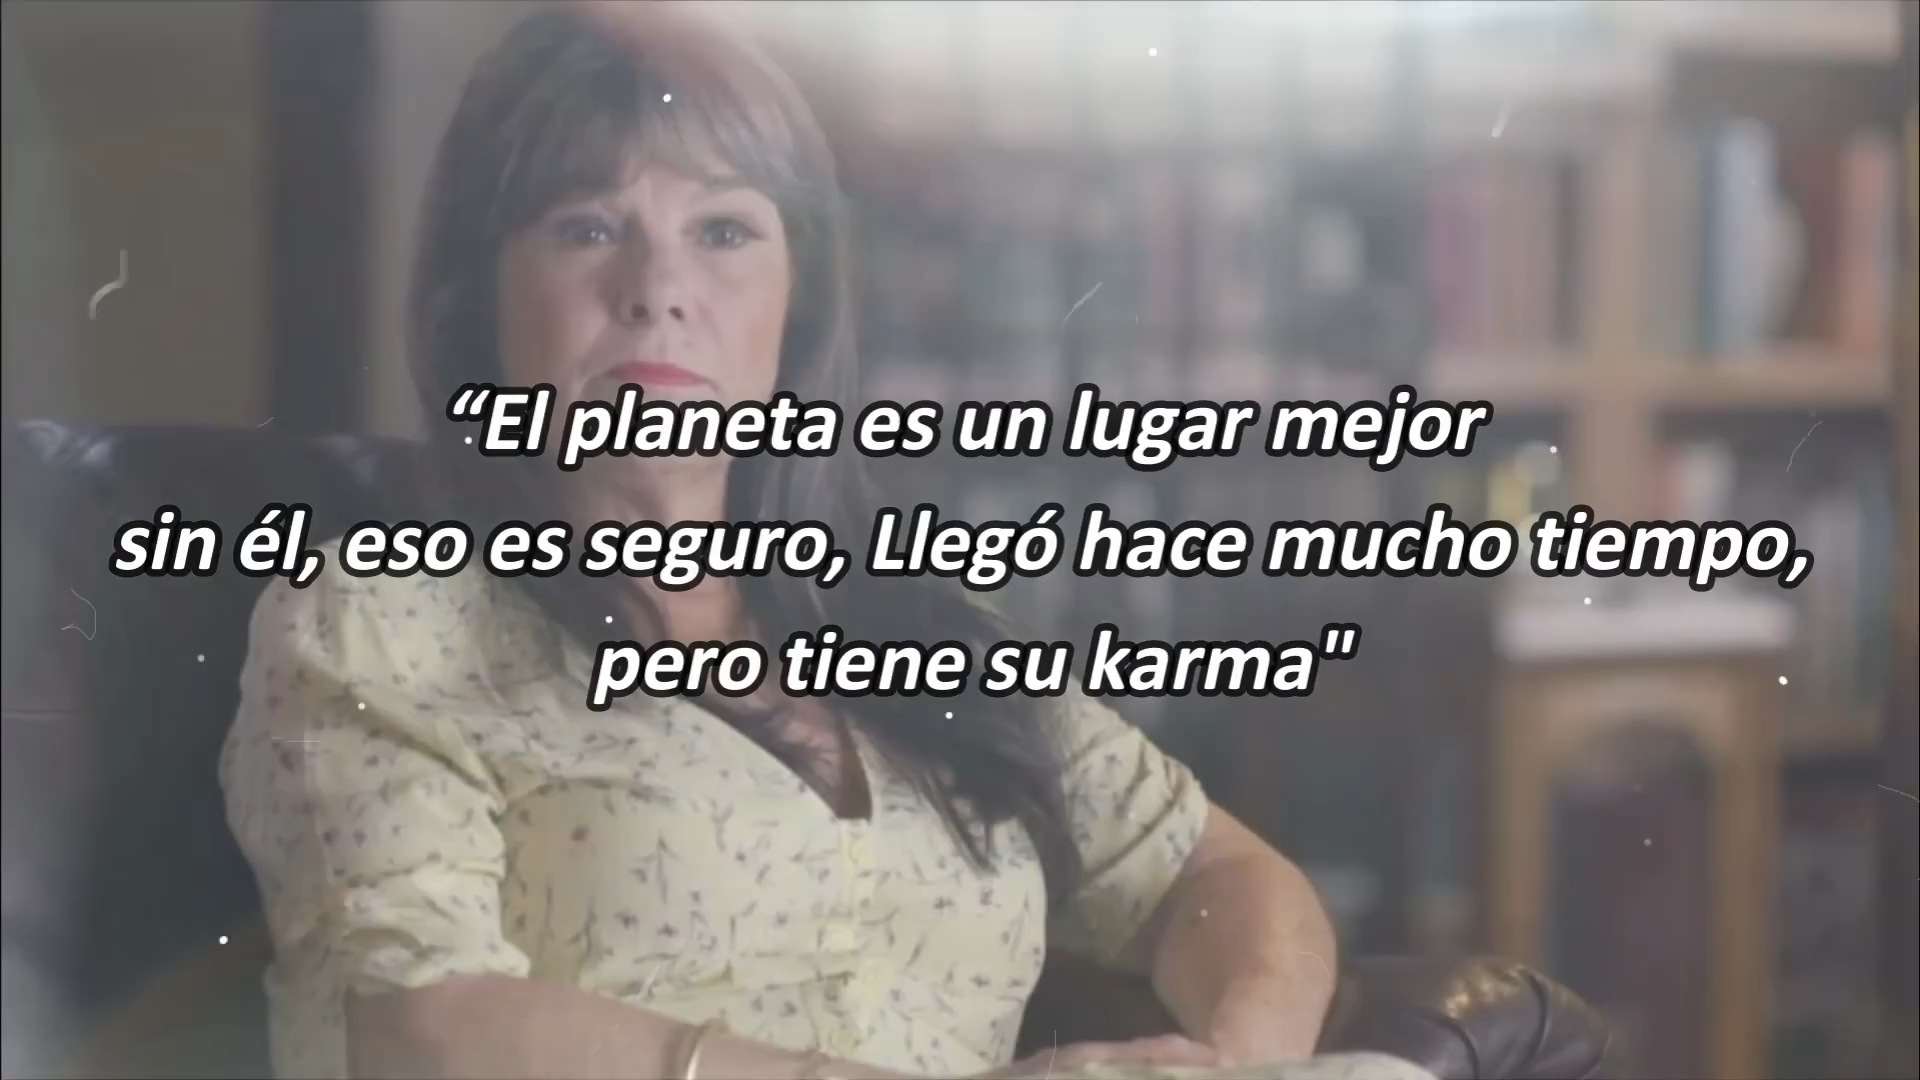 “El planeta es un lugar mejor
sin él, eso es seguro, Llegó hace mucho tiempo,
pero tiene su karma"